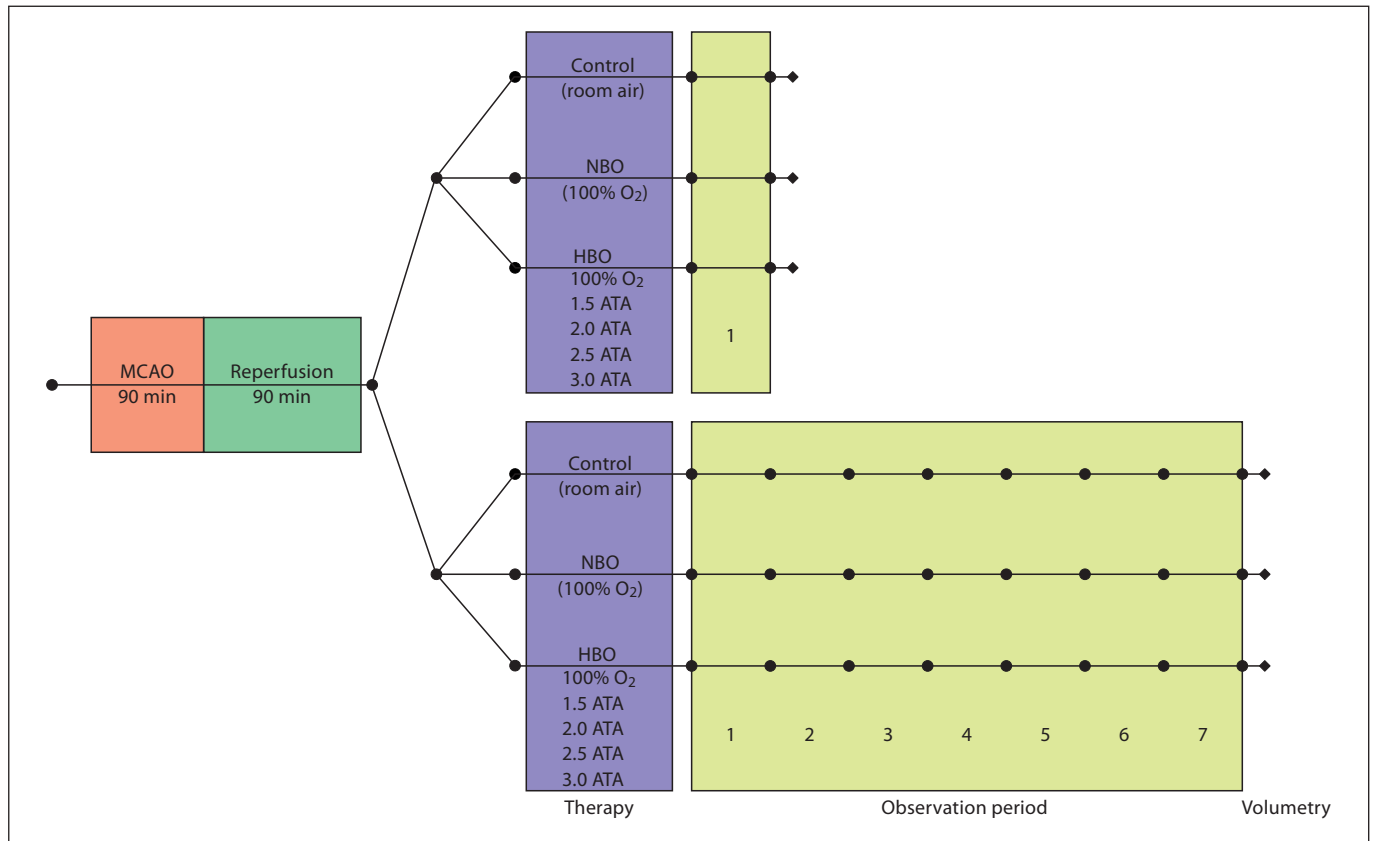 MCAO
90 min
Reperfusion
90 min
Control
(room air)
NBO
(100% O₂)
HBO
100% O₂
1.5 ATA
2.0 ATA
2.5 ATA
3.0 ATA
1
Control
(room air)
NBO
(100% O₂)
HBO
100% O₂
1.5 ATA
2.0 ATA
2.5 ATA
3.0 ATA
1 2 3 4 5 6 7
Therapy Observation period Volumetry